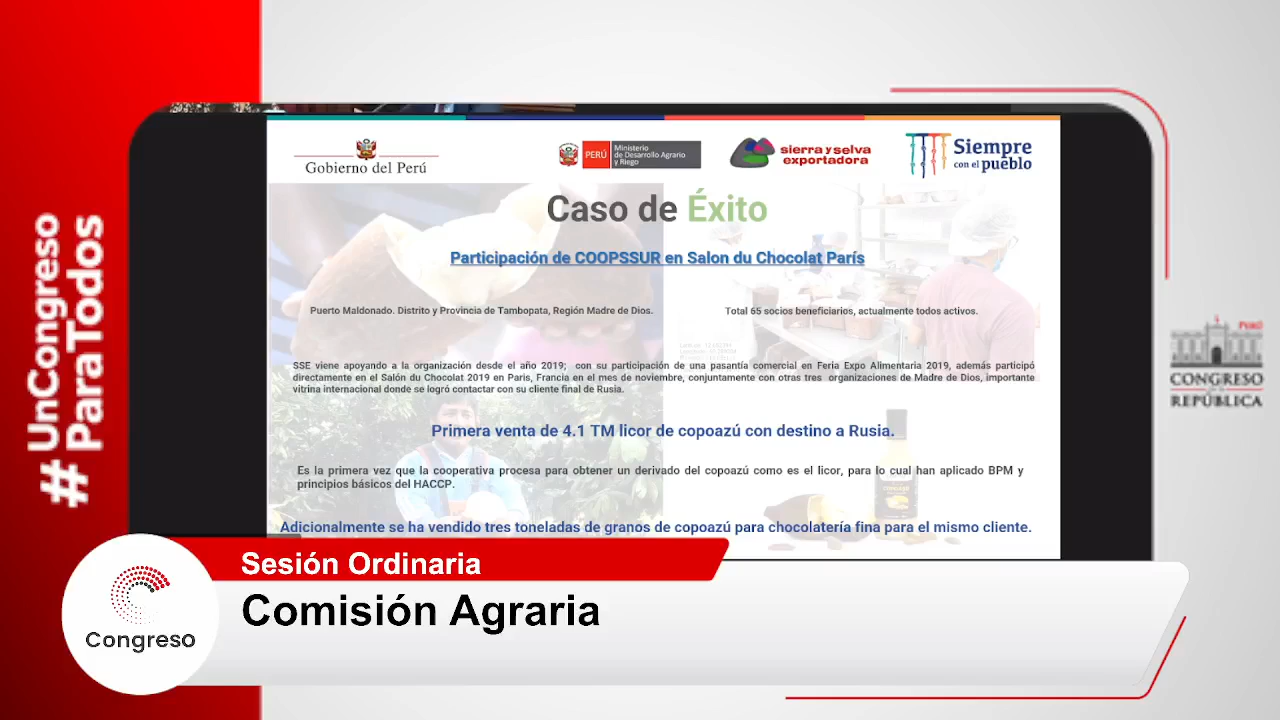 #UnCongreso
ParaTodos
Gobierno del Perú
PERÚ
Ministerio
de Desarrollo Agrario
y Riego
sierra y selva
exportadora
Siempre
con el pueblo
Caso de Éxito
Participación de COOPSSUR en Salon du Chocolat París
Puerto Maldonado. Distrito y Provincia de Tambopata, Región Madre de Dios.
Total 65 socios beneficiarios, actualmente todos activos.
SSE viene apoyando a la organización desde el año 2019; con su participación de una pasantía comercial en Feria Expo Alimentaria 2019, además participó
directamente en el Salón du Chocolat 2019 en Paris, Francia en el mes de noviembre, conjuntamente con otras tres organizaciones de Madre de Dios, importante
vitrina internacional donde se logró contactar con su cliente final de Rusia.
Primera venta de 4.1 TM licor de copoazú con destino a Rusia.
Es la primera vez que la cooperativa procesa para obtener un derivado del copoazú como es el licor, para lo cual han aplicado BPM y
principios básicos del HACCP.
Adicionalmente se ha vendido tres toneladas de granos de copoazú para chocolatería fina para el mismo cliente.
PERÚ
CONGRESO
REPÚBLICA
Sesión Ordinaria
Comisión Agraria
Congreso